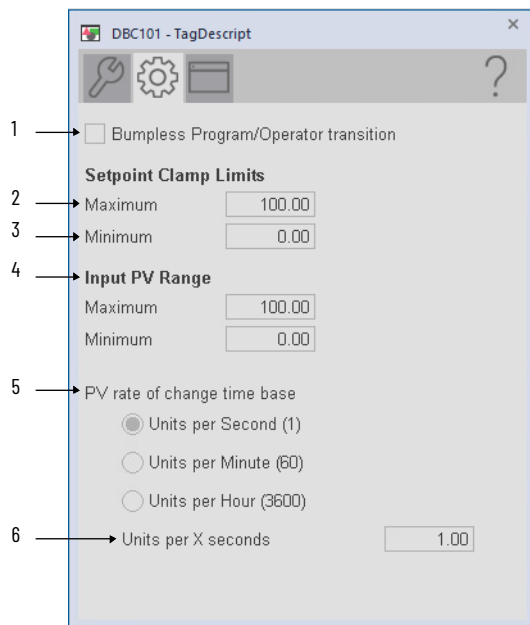 DBC101 - TagDescript
1 Bumpless Program/Operator transition
Setpoint Clamp Limits
2 Maximum 100.00
3 Minimum 0.00
4 Input PV Range
Maximum 100.00
Minimum 0.00
5 PV rate of change time base
Units per Second (1)
Units per Minute (60)
Units per Hour (3600)
6 Units per X seconds 1.00